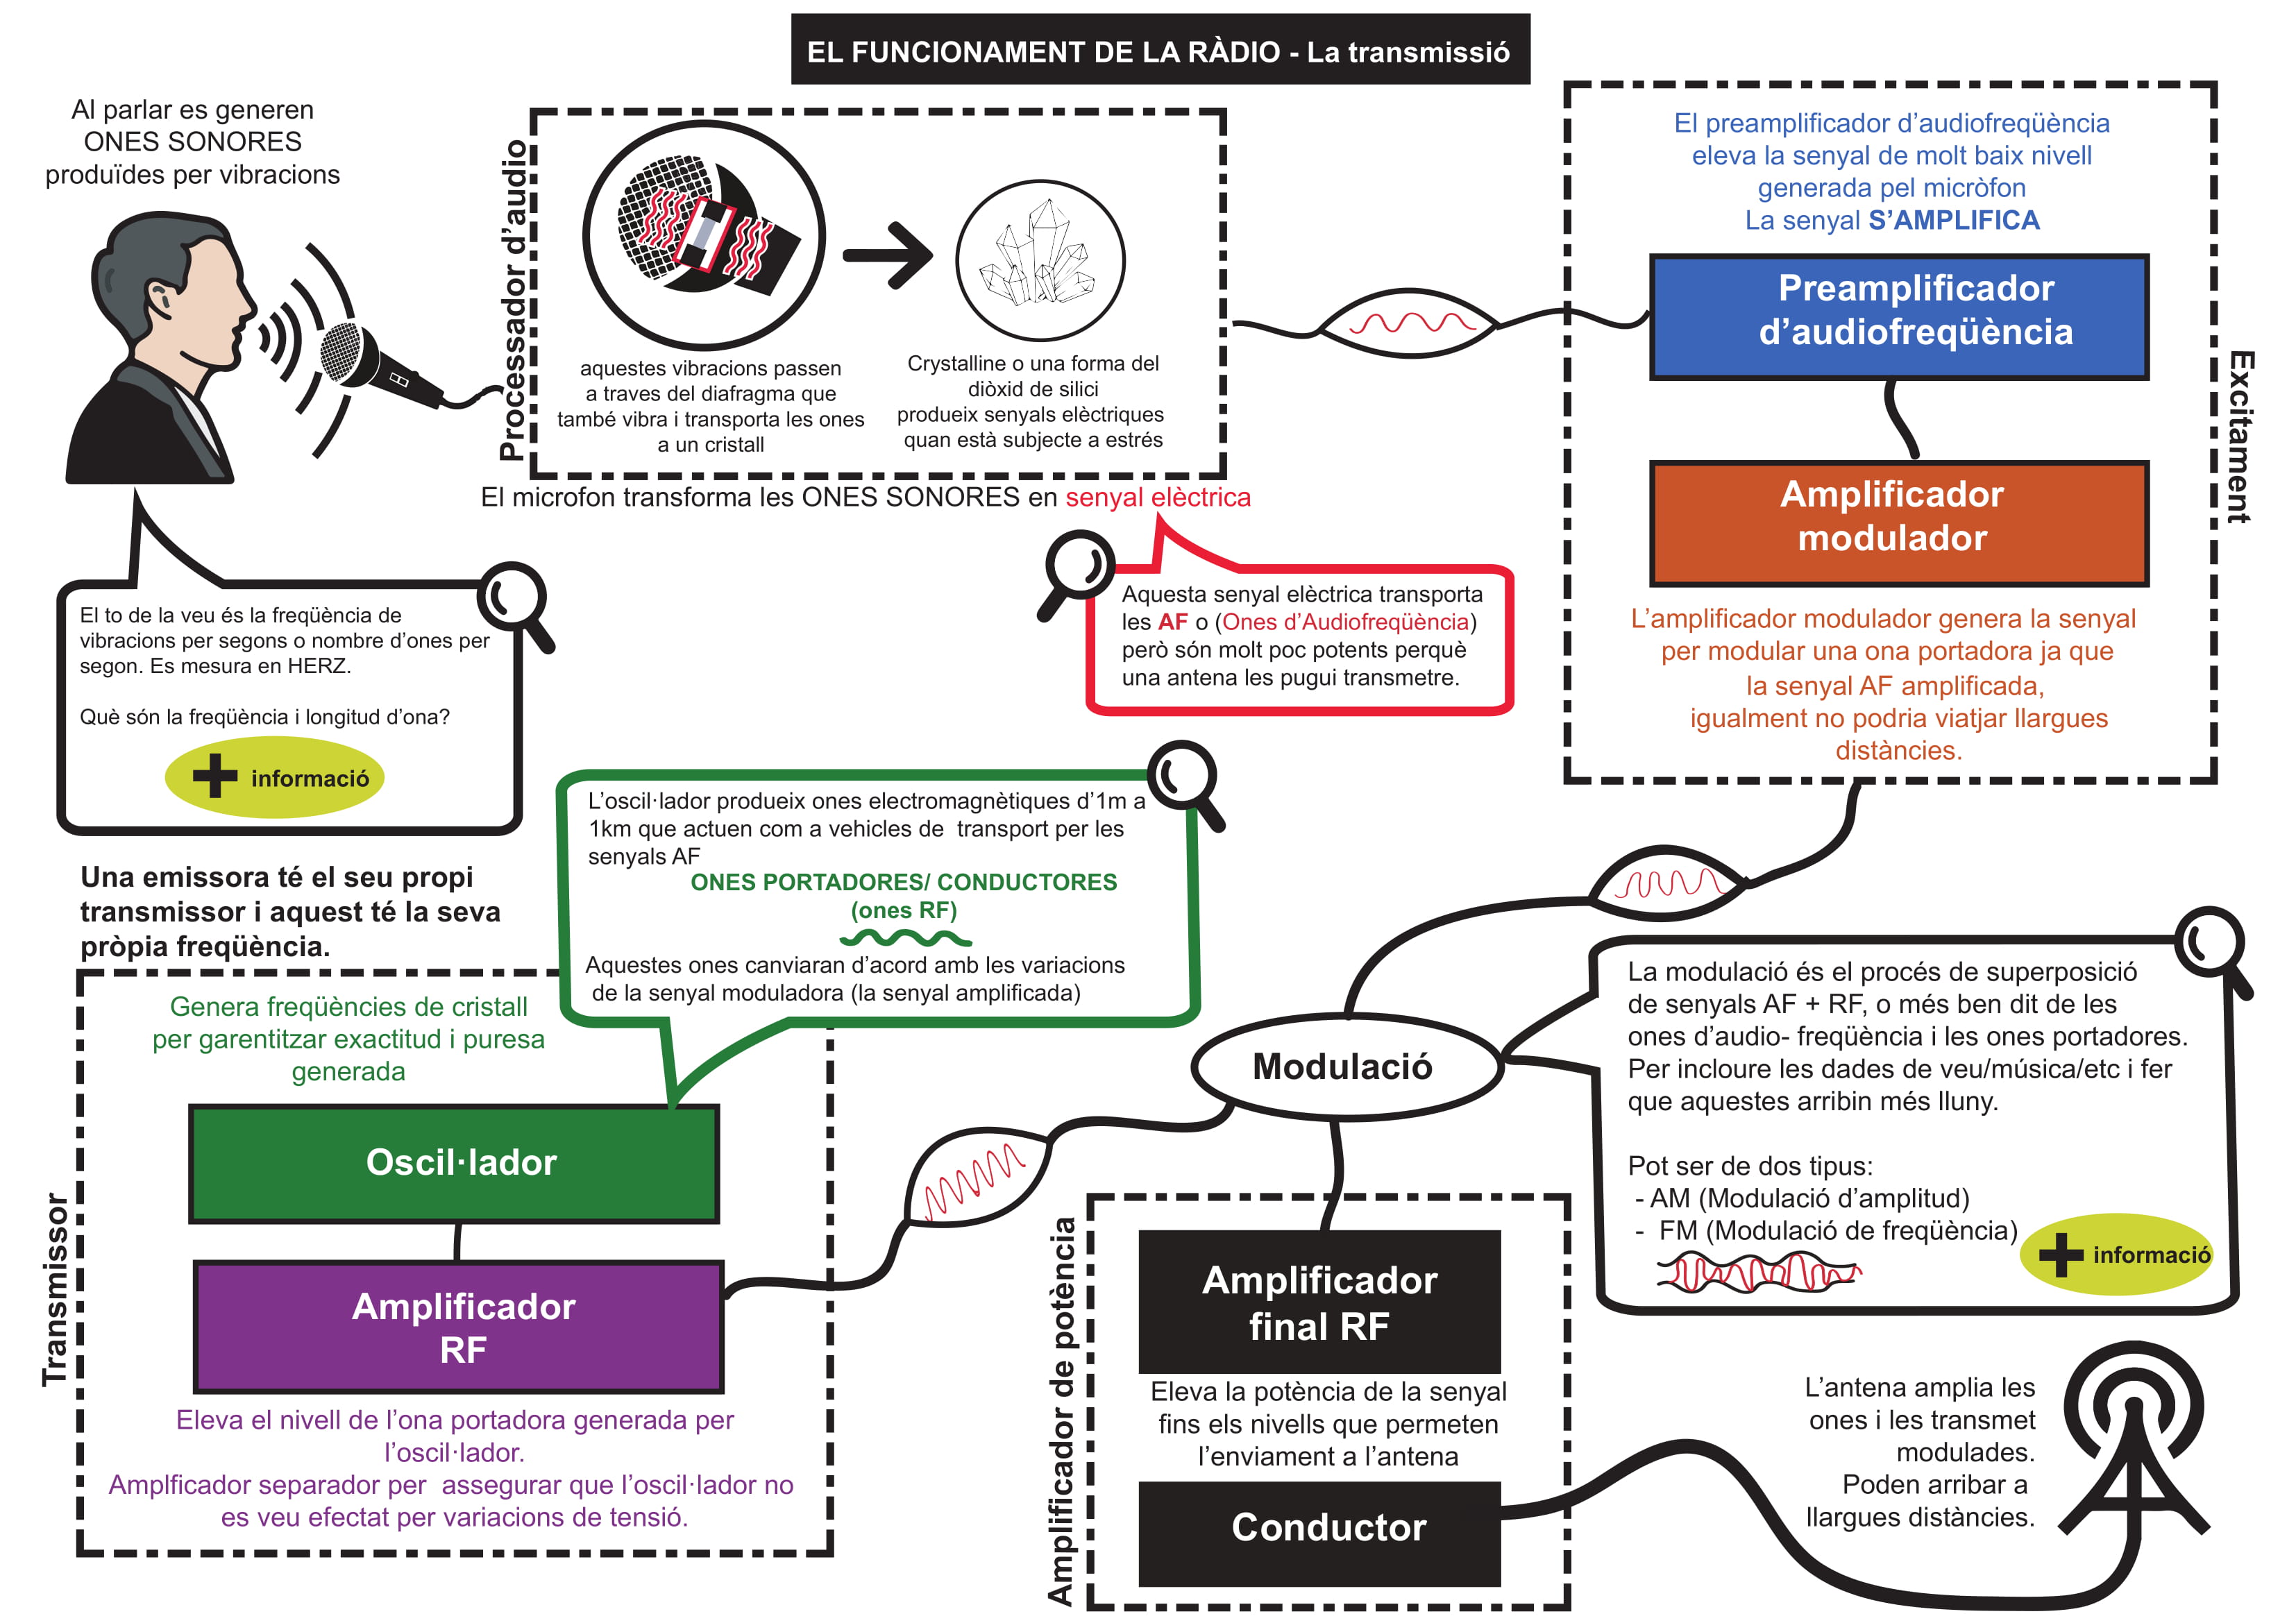 EL FUNCIONAMENT DE LA RÀDIO - La transmissió
Al parlar es generen
ONES SONORES
produïdes per vibracions
Processador d’audio
aquestes vibracions passen
a traves del diafragma que
també vibra i transporta les ones
a un cristall
Crystalline o una forma del
diòxid de silici
produeix senyals elèctriques
quan està subjecte a estrés
El microfon transforma les ONES SONORES en senyal elèctrica
El preamplificador d’audiofreqüència
eleva la senyal de molt baix nivell
generada pel micròfon
La senyal S’AMPLIFICA
Preamplificador
d’audiofreqüència
Excitament
Amplificador
modulador
L’amplificador modulador genera la senyal
per modular una ona portadora ja que
la senyal AF amplificada,
igualment no podria viatjar llargues
distàncies.
Aquesta senyal elèctrica transporta
les AF o (Ones d’Audiofreqüència)
però són molt poc potents perquè
una antena les pugui transmetre.
El to de la veu és la freqüència de
vibracions per segons o nombre d’ones per
segon. Es mesura en HERZ.
Què són la freqüència i longitud d’ona?
+ informació
L’oscil·lador produeix ones electromagnètiques d’1m a
1km que actuen com a vehicles de transport per les
senyals AF
ONES PORTADORES/ CONDUCTORES
(ones RF)
Aquestes ones canviaran d’acord amb les variacions
de la senyal moduladora (la senyal amplificada)
Una emissora té el seu propi
transmissor i aquest té la seva
pròpia freqüència.
Transmissor
Genera freqüències de cristall
per garentitzar exactitud i puresa
generada
Oscil·lador
Amplificador
RF
Eleva el nivell de l’ona portadora generada per
l’oscil·lador.
Amplficador separador per assegurar que l’oscil·lador no
es veu efectat per variacions de tensió.
Modulació
La modulació és el procés de superposició
de senyals AF + RF, o més ben dit de les
ones d’audio- freqüència i les ones portadores.
Per incloure les dades de veu/música/etc i fer
que aquestes arribin més lluny.
Pot ser de dos tipus:
- AM (Modulació d’amplitud)
- FM (Modulació de freqüència)
+ informació
Amplificador de potència
Amplificador
final RF
Eleva la potència de la senyal
fins els nivells que permeten
l’enviament a l’antena
Conductor
L’antena amplia les
ones i les transmet
modulades.
Poden arribar a
llargues distàncies.